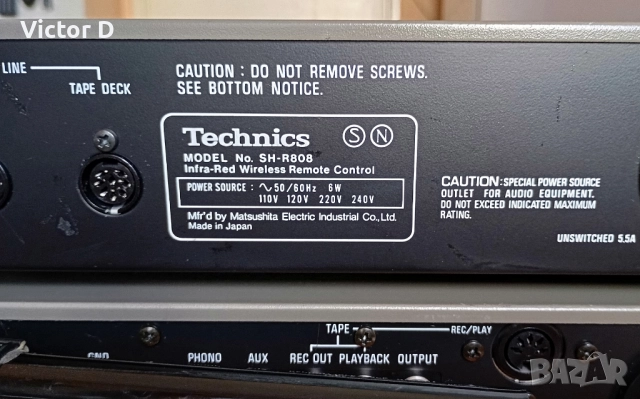 Victor D
LINE
TAPE DECK
CAUTION : DO NOT REMOVE SCREWS.
SEE BOTTOM NOTICE.
Technics S N
MODEL No. SH-R808
Infra-Red Wireless Remote Control
POWER SOURCE : ∿50/60Hz 6W
110V 120V 220V 240V
Mfr'd by Matsushita Electric Industrial Co., Ltd.
Made in Japan
CAUTION: SPECIAL POWER SOURCE
OUTLET FOR AUDIO EQUIPMENT.
DO NOT EXCEED INDICATED MAXIMUM
RATING.
UNSWITCHED 5.5A
TAPE
REC/PLAY
GND
PHONO
AUX
REC OUT
PLAYBACK
OUTPUT
BAZAR